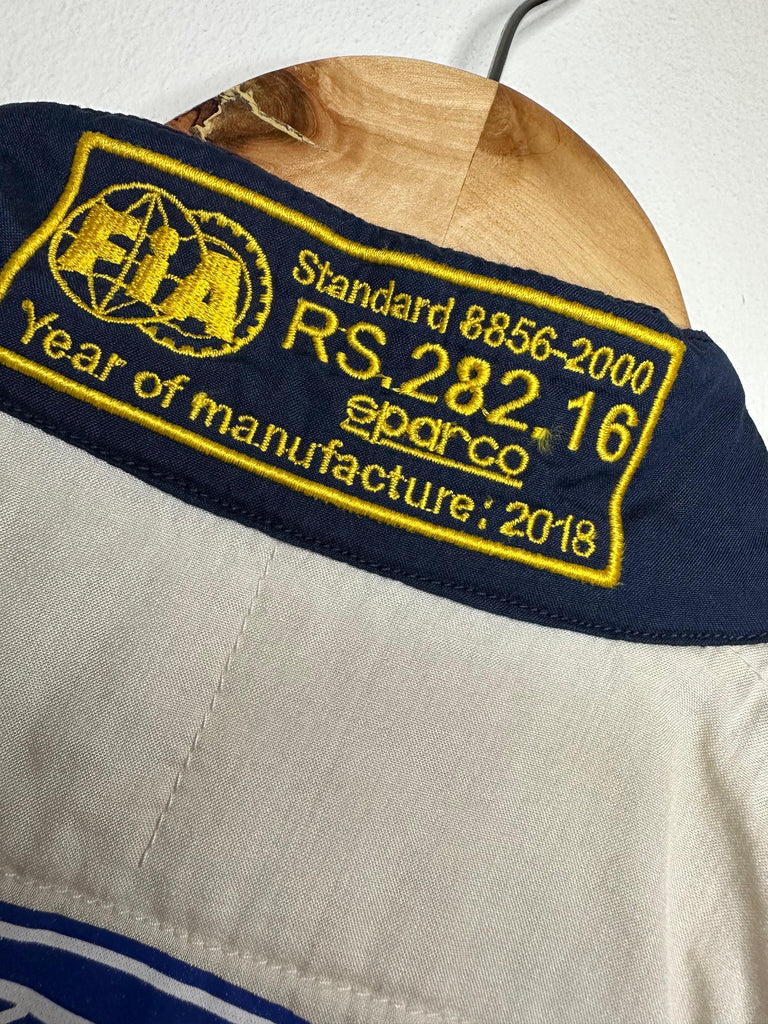 FIA
Standard 8856-2000
RS.282.16
sparco
Year of manufacture: 2018